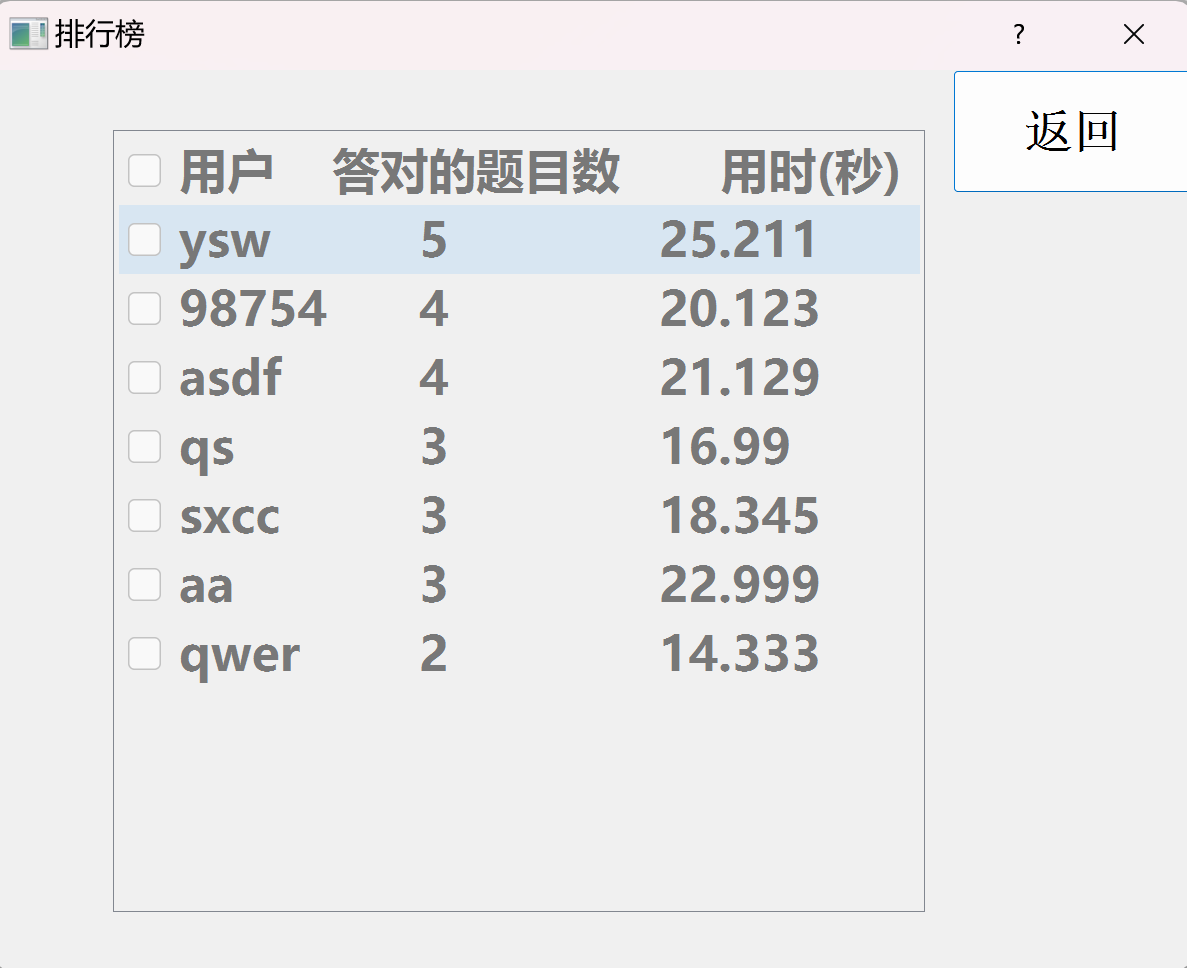 排行榜
返回
用户 答对的题目数 用时(秒)
ysw 5 25.211
98754 4 20.123
asdf 4 21.129
qs 3 16.99
sxcc 3 18.345
aa 3 22.999
qwer 2 14.333